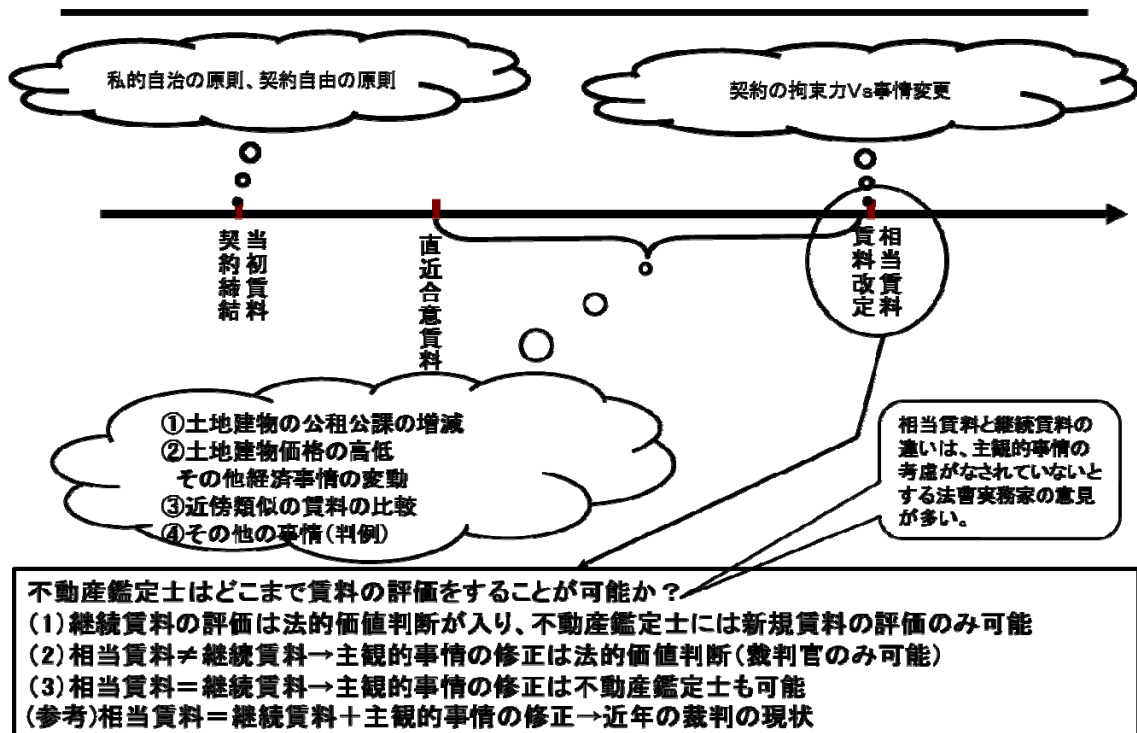 私的自治の原則、契約自由の原則
契約の拘束力Vs事情変更
当初賃料
契約締結
直近合意賃料
相当賃料
賃料改定
①土地建物の公租公課の増減
②土地建物価格の高低
その他経済事情の変動
③近傍類似の賃料の比較
④その他の事情(判例)
相当賃料と継続賃料の
違いは、主観的事情の
考慮がなされていないと
する法曹実務家の意見
が多い。
不動産鑑定士はどこまで賃料の評価をすることが可能か?
(1)継続賃料の評価は法的価値判断が入り、不動産鑑定士には新規賃料の評価のみ可能
(2)相当賃料≠継続賃料→主観的事情の修正は法的価値判断(裁判官のみ可能)
(3)相当賃料=継続賃料→主観的事情の修正は不動産鑑定士も可能
(参考)相当賃料=継続賃料+主観的事情の修正→近年の裁判の現状